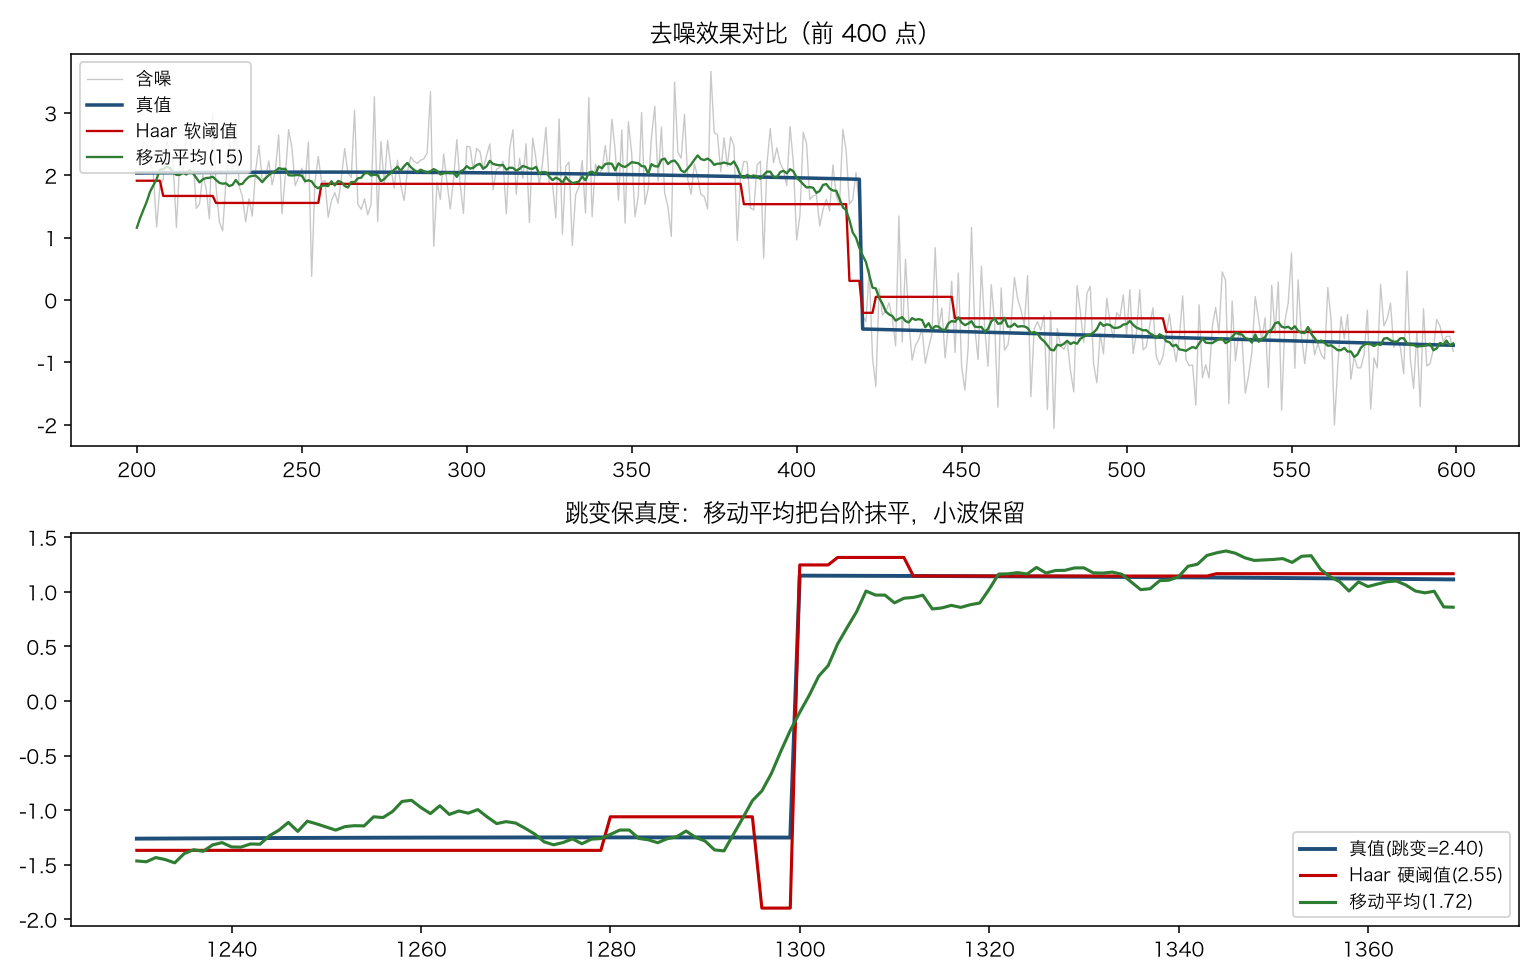 去噪效果对比（前 400 点）
含噪
真值
Haar 软阈值
移动平均(15)
3
2
1
0
-1
-2
200 250 300 350 400 450 500 550 600
跳变保真度：移动平均把台阶抹平，小波保留
1.5
1.0
0.5
0.0
-0.5
-1.0
-1.5
-2.0
真值(跳变=2.40)
Haar 硬阈值(2.55)
移动平均(1.72)
1240 1260 1280 1300 1320 1340 1360